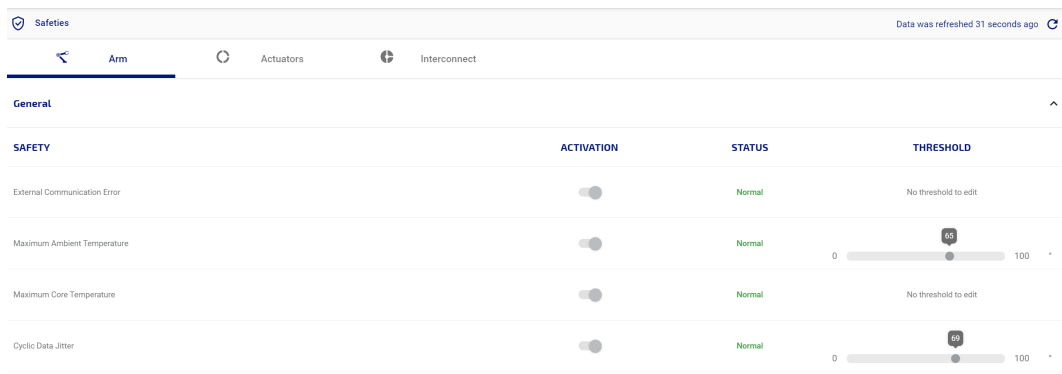 Safeties Data was refreshed 31 seconds ago
Arm Actuators Interconnect
General
SAFETY ACTIVATION STATUS THRESHOLD
External Communication Error Normal No threshold to edit
65
Maximum Ambient Temperature Normal
0 100 °
Maximum Core Temperature Normal No threshold to edit
69
Cyclic Data Jitter Normal
0 100 °